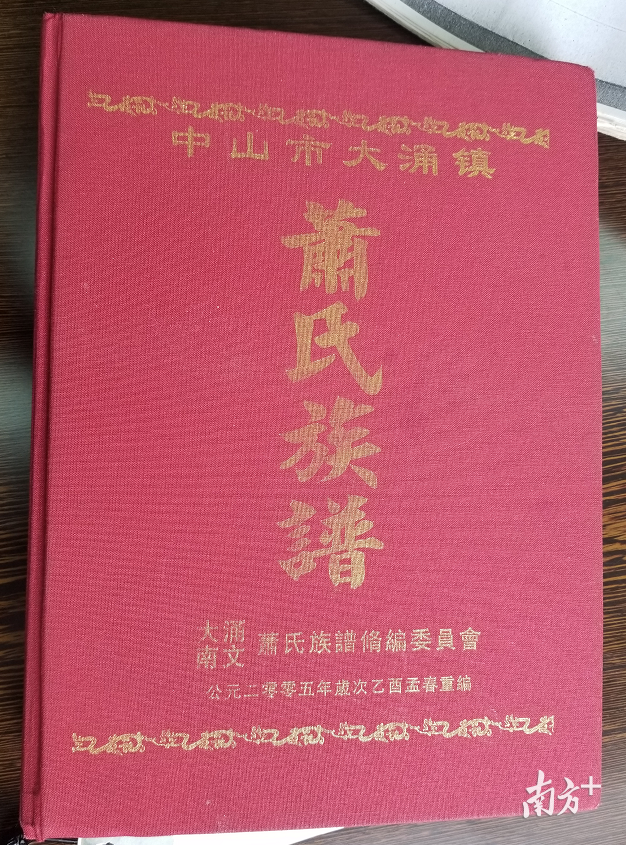 中山市大涌镇
蕭氏族譜
大涌
南文
蕭氏族譜脩編委員會
公元二零零五年歲次乙酉孟春重編
南方+